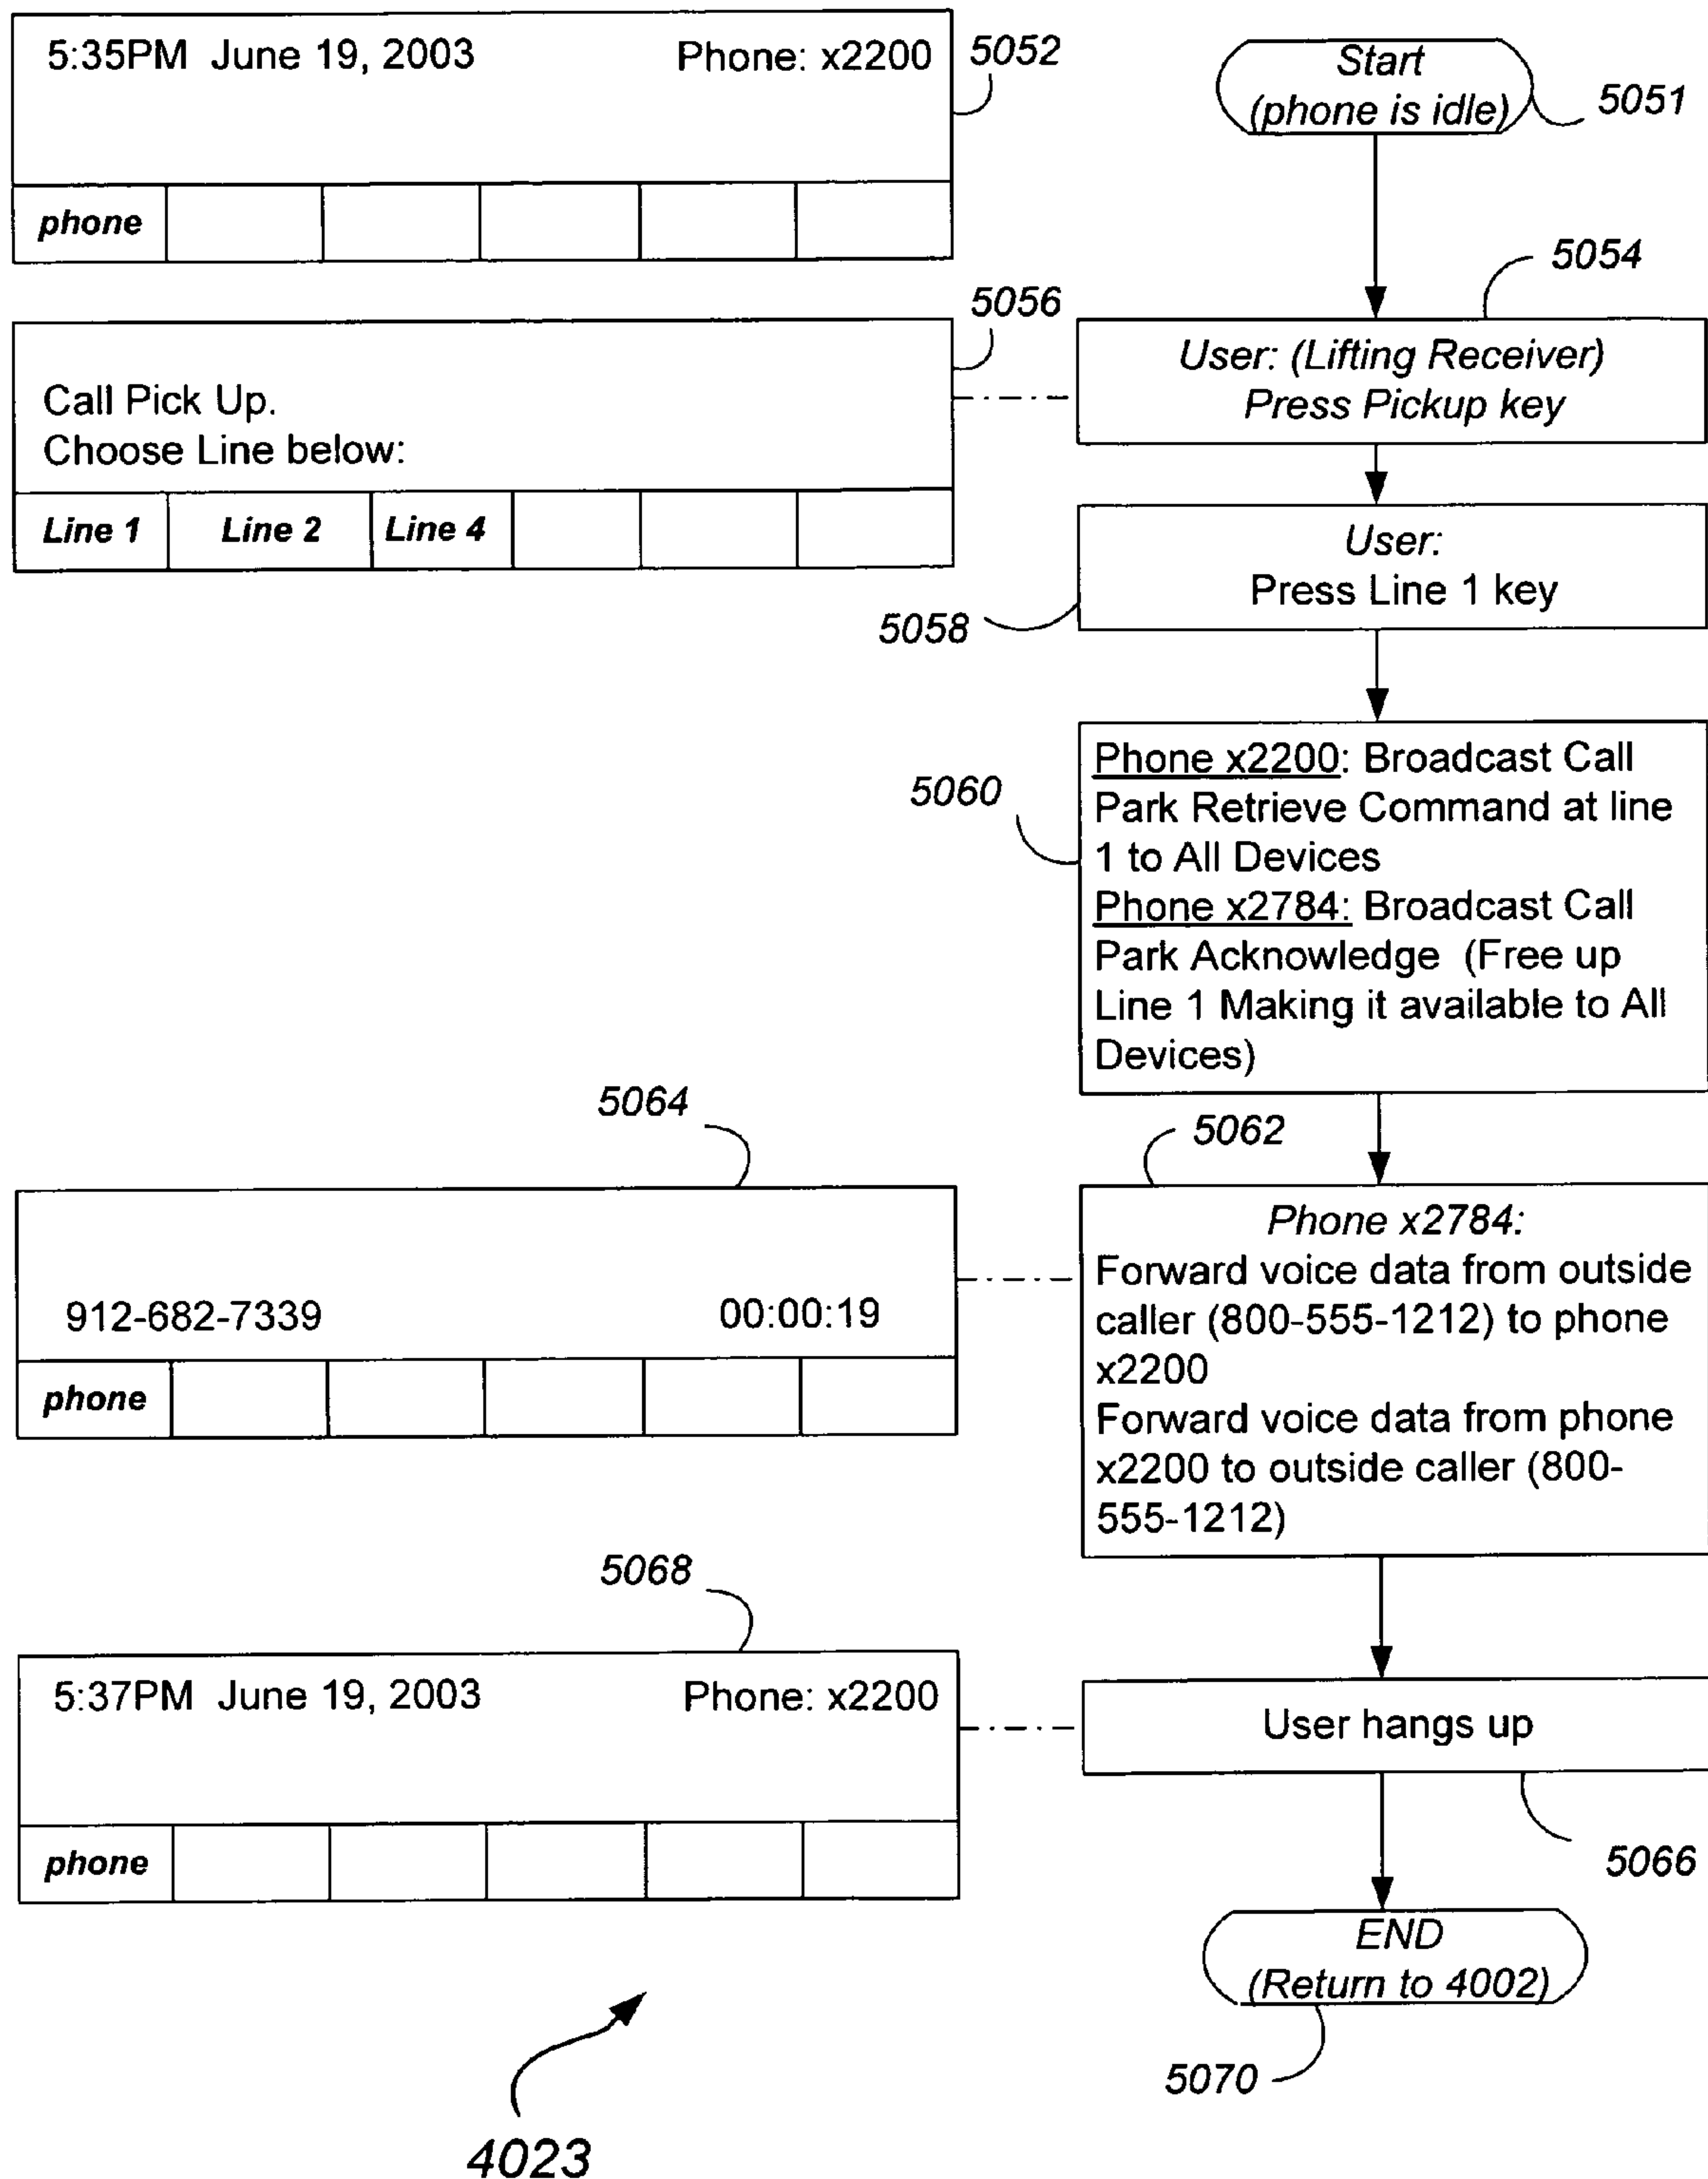 5:35PM June 19, 2003 Phone: x2200
phone
5052
Start
(phone is idle)
5051
5054
5056
Call Pick Up.
Choose Line below:
Line 1 Line 2 Line 4
User: (Lifting Receiver)
Press Pickup key
User:
Press Line 1 key
5058
5060
Phone x2200: Broadcast Call
Park Retrieve Command at line
1 to All Devices
Phone x2784: Broadcast Call
Park Acknowledge (Free up
Line 1 Making it available to All
Devices)
5064
5062
912-682-7339 00:00:19
phone
Phone x2784:
Forward voice data from outside
caller (800-555-1212) to phone
x2200
Forward voice data from phone
x2200 to outside caller (800-
555-1212)
5068
5:37PM June 19, 2003 Phone: x2200
phone
User hangs up
5066
END
(Return to 4002)
5070
4023